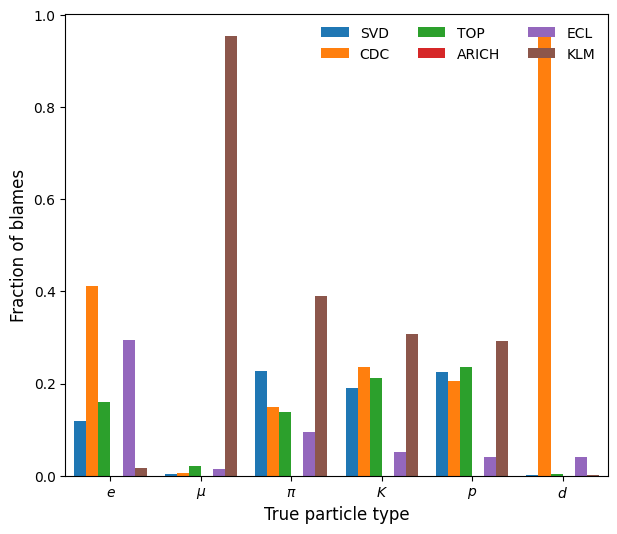 SVD TOP ECL
CDC ARICH KLM
1.0
0.8
0.6
0.4
0.2
0.0
Fraction of blames
e μ π K p d
True particle type